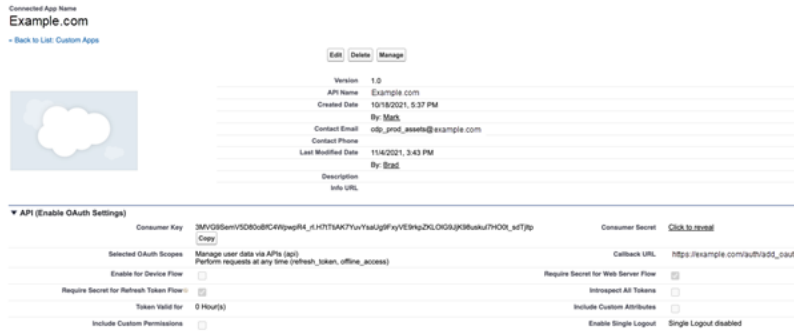 Connected App Name
Example.com
« Back to List: Custom Apps
Edit Delete Manage
Version 1.0
API Name Example.com
Created Date 10/18/2021, 5:37 PM
By: Mark
Contact Email cdp_prod_assets@example.com
Contact Phone
Last Modified Date 11/4/2021, 3:43 PM
By: Brad
Description
Info URL
▼ API (Enable OAuth Settings)
Consumer Key Consumer Secret Click to reveal
Copy
Selected OAuth Scopes Manage user data via APIs (api) Callback URL https://example.com/auth/add_oaut
Perform requests at any time (refresh_token, offline_access)
Enable for Device Flow Require Secret for Web Server Flow
Require Secret for Refresh Token Flow Introspect All Tokens
Token Valid for 0 Hour(s) Include Custom Attributes
Include Custom Permissions Enable Single Logout Single Logout disabled